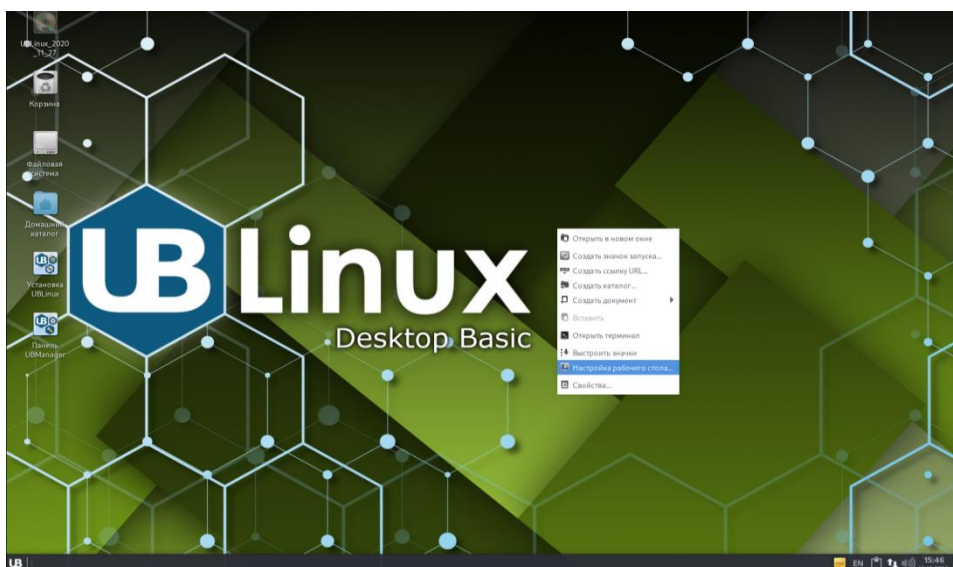 UBLinux_2020
_11_27
Корзина
Файловая
система
Домашний
каталог
Установка
UBLinux
Панель
UBManager
UBLinux
Desktop Basic
Открыть в новом окне
Создать значок запуска...
Создать ссылку URL...
Создать каталог...
Создать документ
Вставить
Открыть терминал
Выстроить значки
Настройка рабочего стола...
Свойства...
UB
EN
15:46